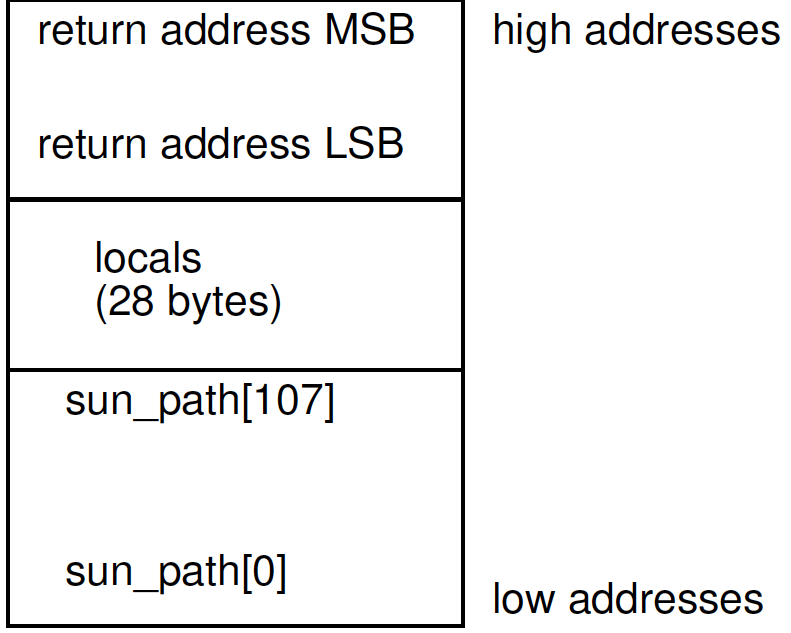 return address MSB
high addresses
return address LSB
locals
(28 bytes)
sun_path[107]
sun_path[0]
low addresses